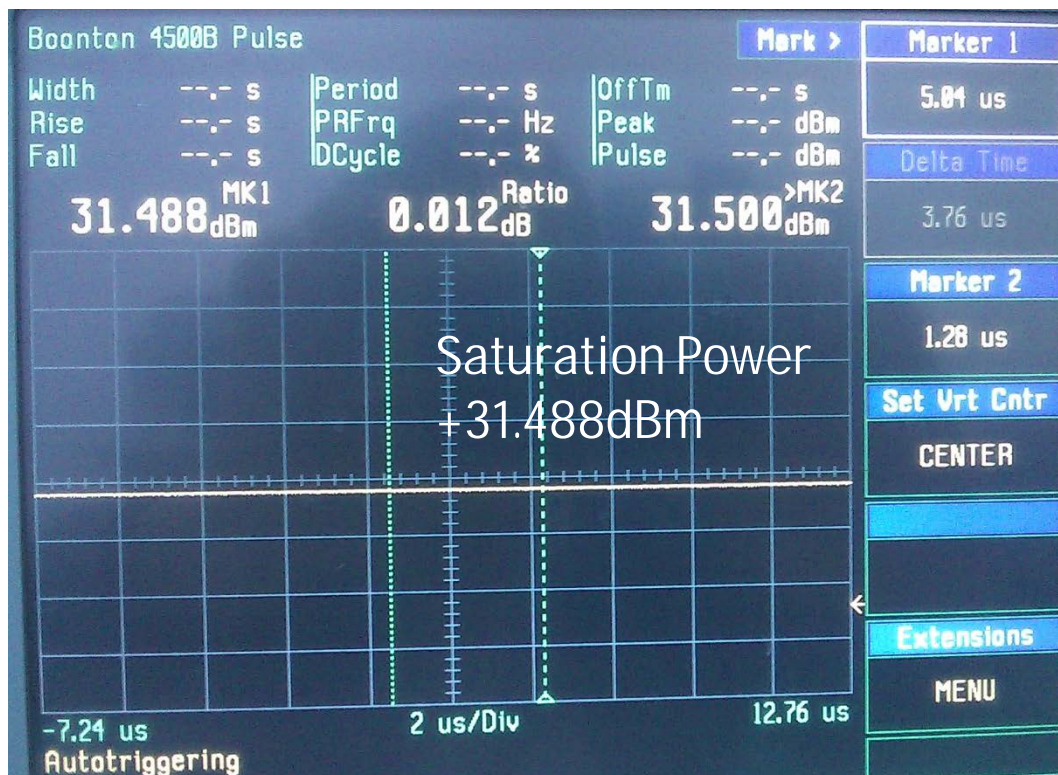 Boonton 4500B Pulse
Mark >
Width --.- s
Period --.- s
OffTm --.- s
Rise --.- s
PRFrq --.- Hz
Peak --.- dBm
Fall --.- s
DCycle --.- %
Pulse --.- dBm
MK1
31.488 dBm
Ratio
0.012 dB
>MK2
31.500 dBm
Saturation Power
+31.488dBm
-7.24 us
2 us/Div
12.76 us
Autotriggering
Marker 1
5.04 us
Delta Time
3.76 us
Marker 2
1.28 us
Set Vrt Cntr
CENTER
Extensions
MENU